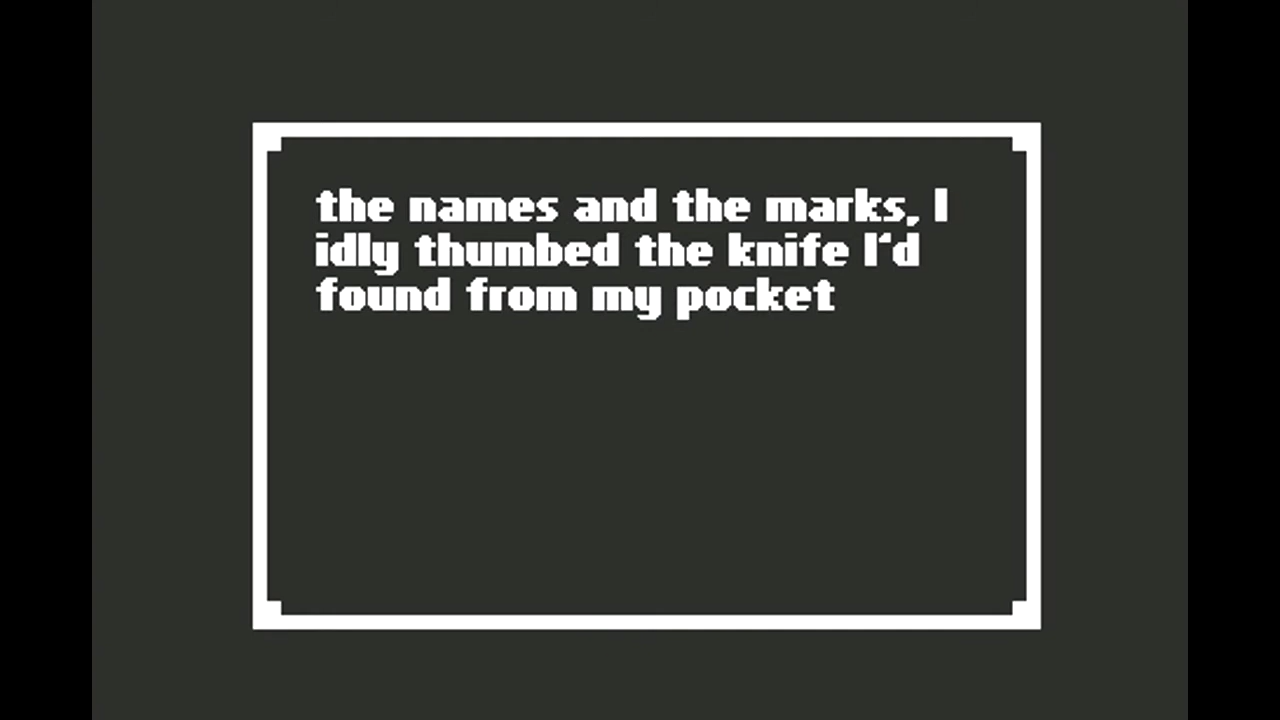 the names and the marks, I
idly thumbed the knife I'd
found from my pocket